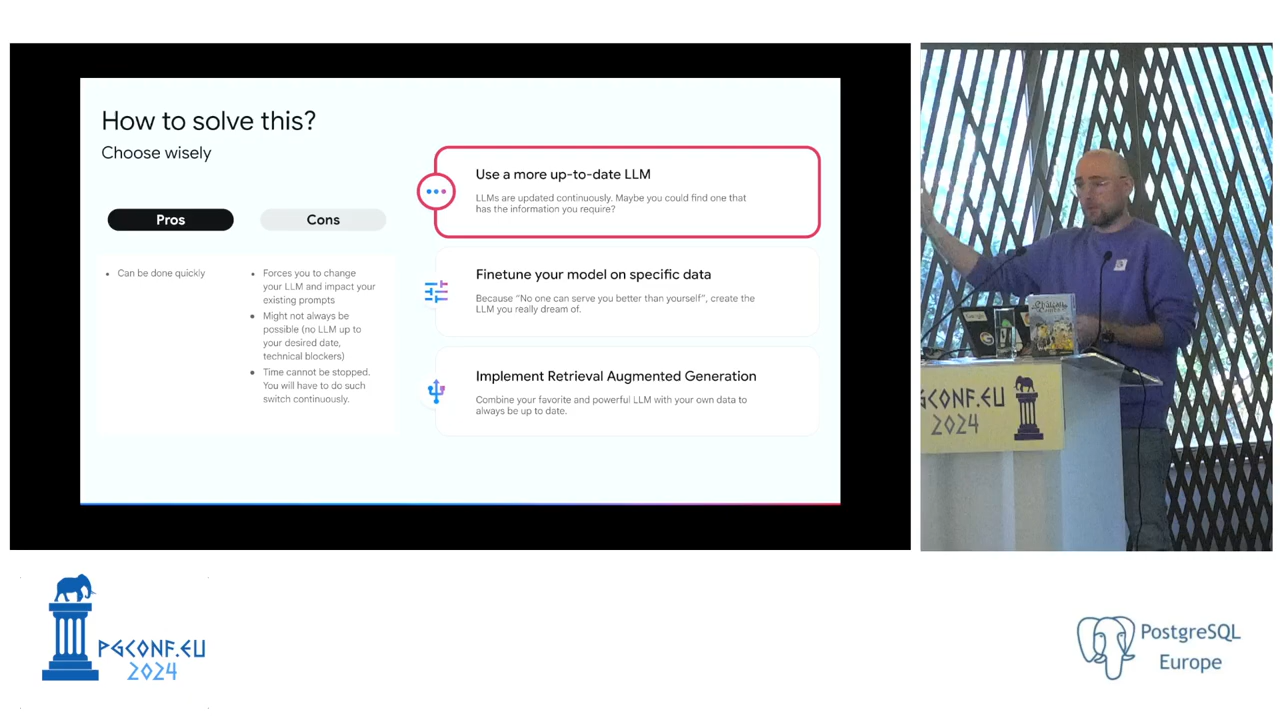 How to solve this?
Choose wisely
Pros
Cons
• Can be done quickly
• Forces you to change
your LLM and impact your
existing prompts
• Might not always be
possible (no LLM up to
your desired date,
technical blockers)
• Time cannot be stopped.
You will have to do such
switch continuously.
Use a more up-to-date LLM
LLMs are updated continuously. Maybe you could find one that
has the information you require?
Finetune your model on specific data
Because “No one can serve you better than yourself”, create the
LLM you really dream of.
Implement Retrieval Augmented Generation
Combine your favorite and powerful LLM with your own data to
always be up to date.
GCONF.EU
2024
PGCONF.EU
2024
PostgreSQL
Europe